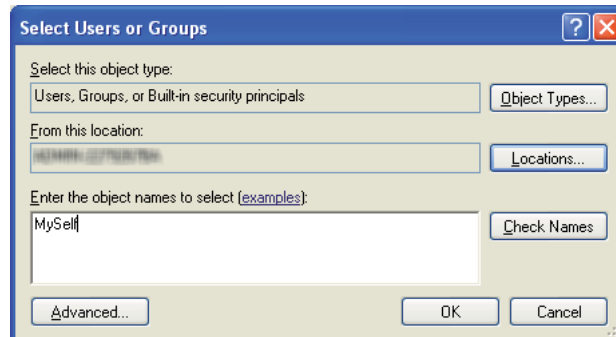 Select Users or Groups
Select this object type:
Users, Groups, or Built-in security principals
Object Types...
From this location:
Locations...
Enter the object names to select (examples):
MySelf
Check Names
Advanced...
OK
Cancel